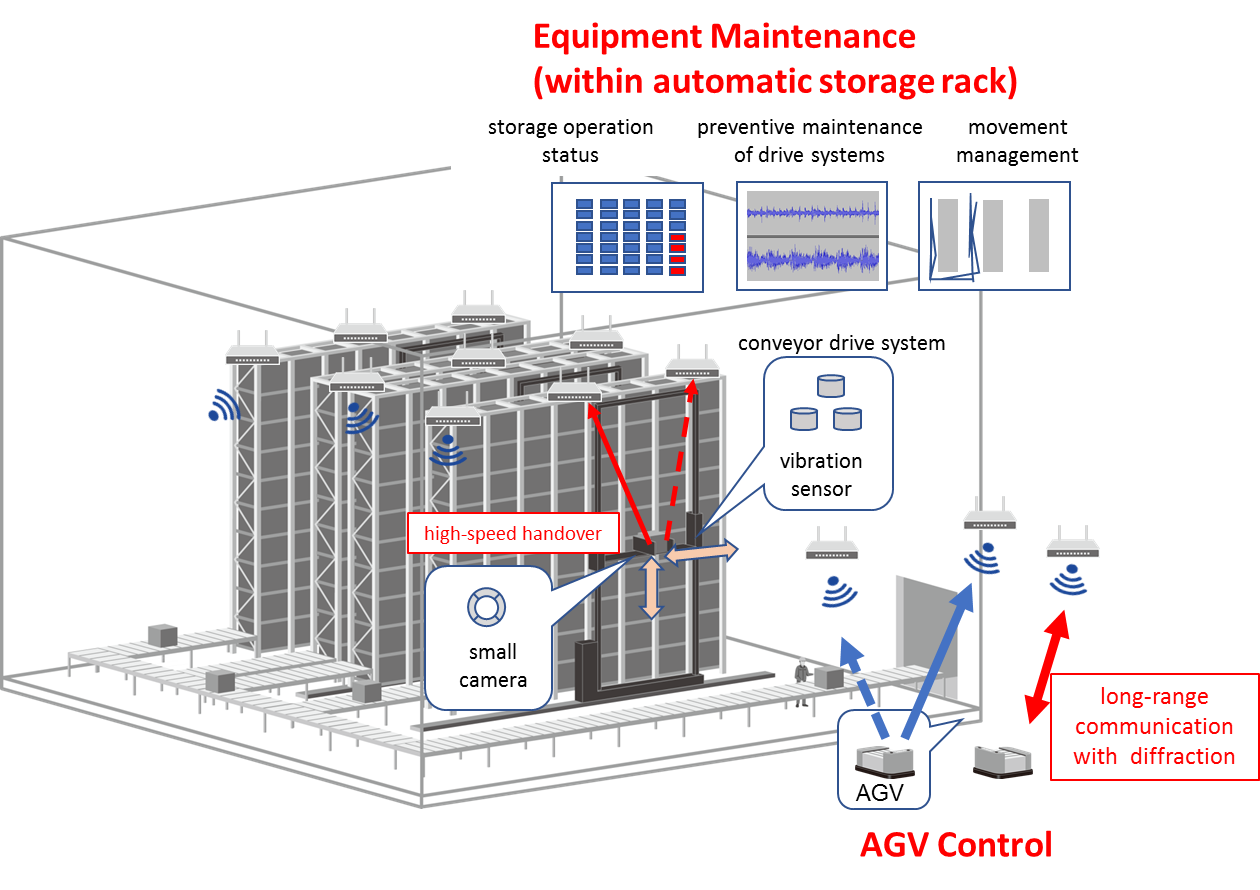 Equipment Maintenance
(within automatic storage rack)
storage operation
status
preventive maintenance
of drive systems
movement
management
conveyor drive system
vibration
sensor
high-speed handover
small
camera
long-range
communication
with diffraction
AGV
AGV Control